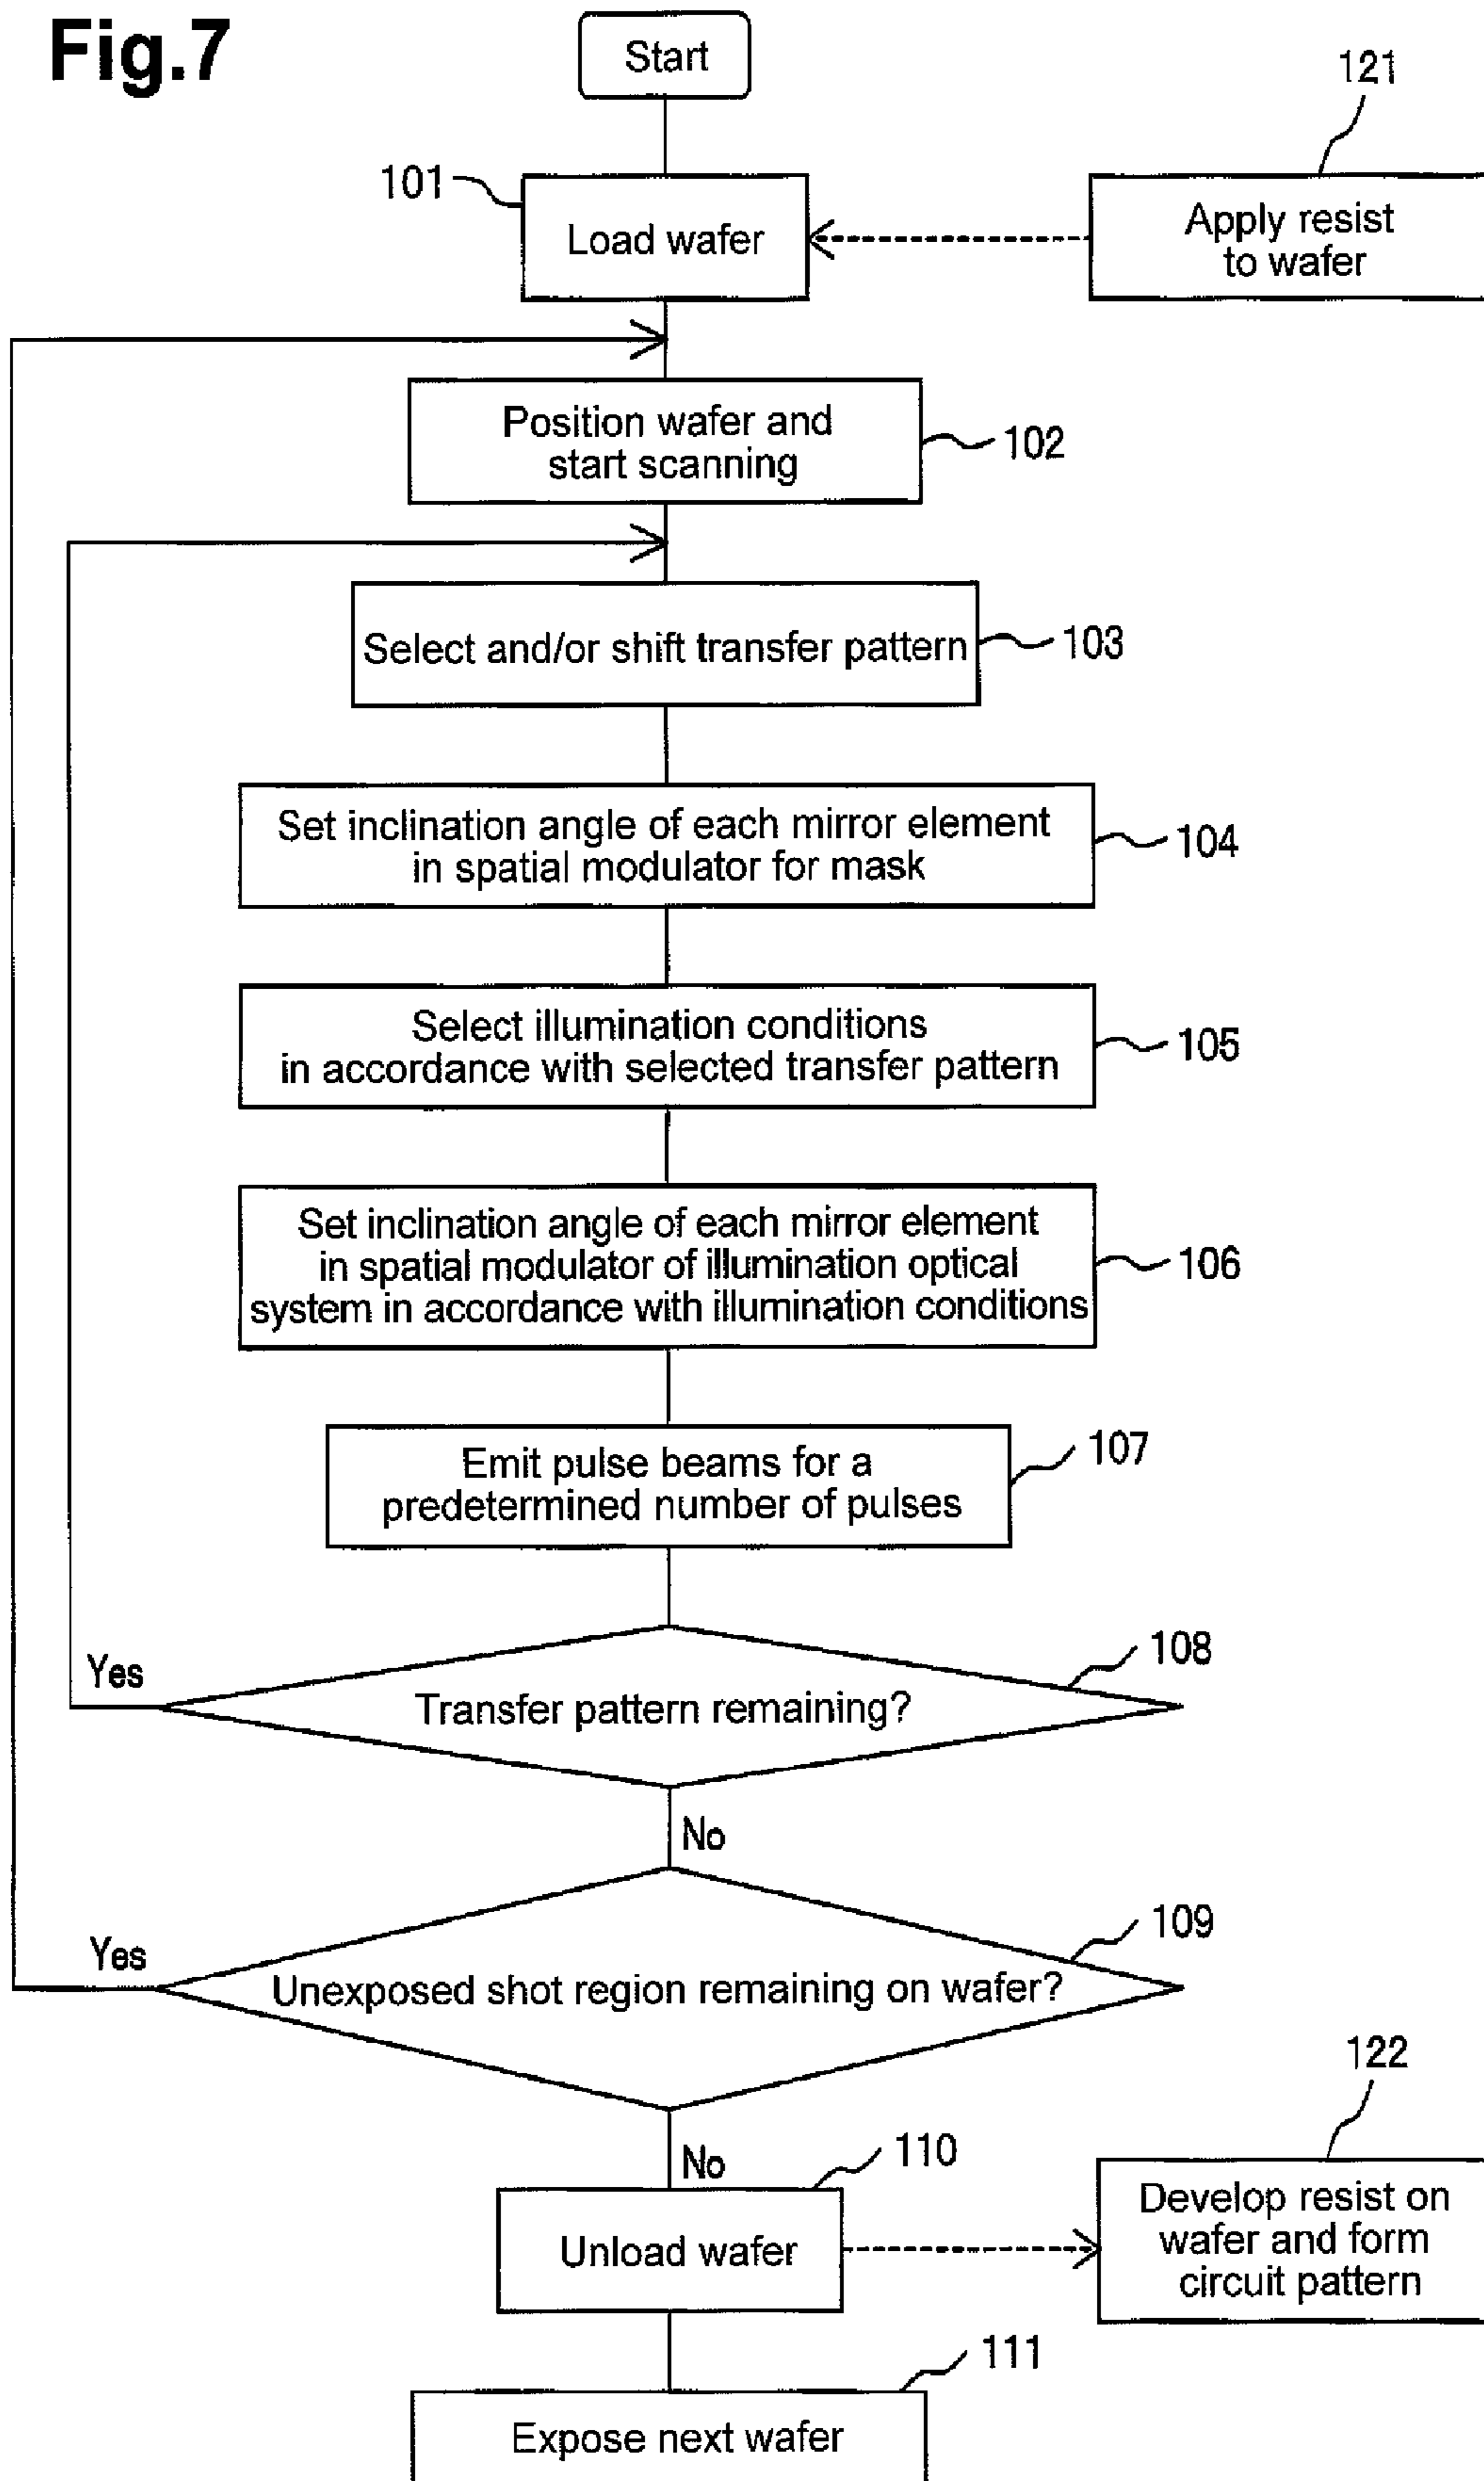 Fig.7
Start
121
101
Load wafer
Apply resist
to wafer
Position wafer and
start scanning
102
Select and/or shift transfer pattern
103
Set inclination angle of each mirror element
in spatial modulator for mask
104
Select illumination conditions
in accordance with selected transfer pattern
105
Set inclination angle of each mirror element
in spatial modulator of illumination optical
system in accordance with illumination conditions
106
Emit pulse beams for a
predetermined number of pulses
107
108
Yes
Transfer pattern remaining?
No
109
Yes
Unexposed shot region remaining on wafer?
No
110
122
Unload wafer
Develop resist on
wafer and form
circuit pattern
111
Expose next wafer